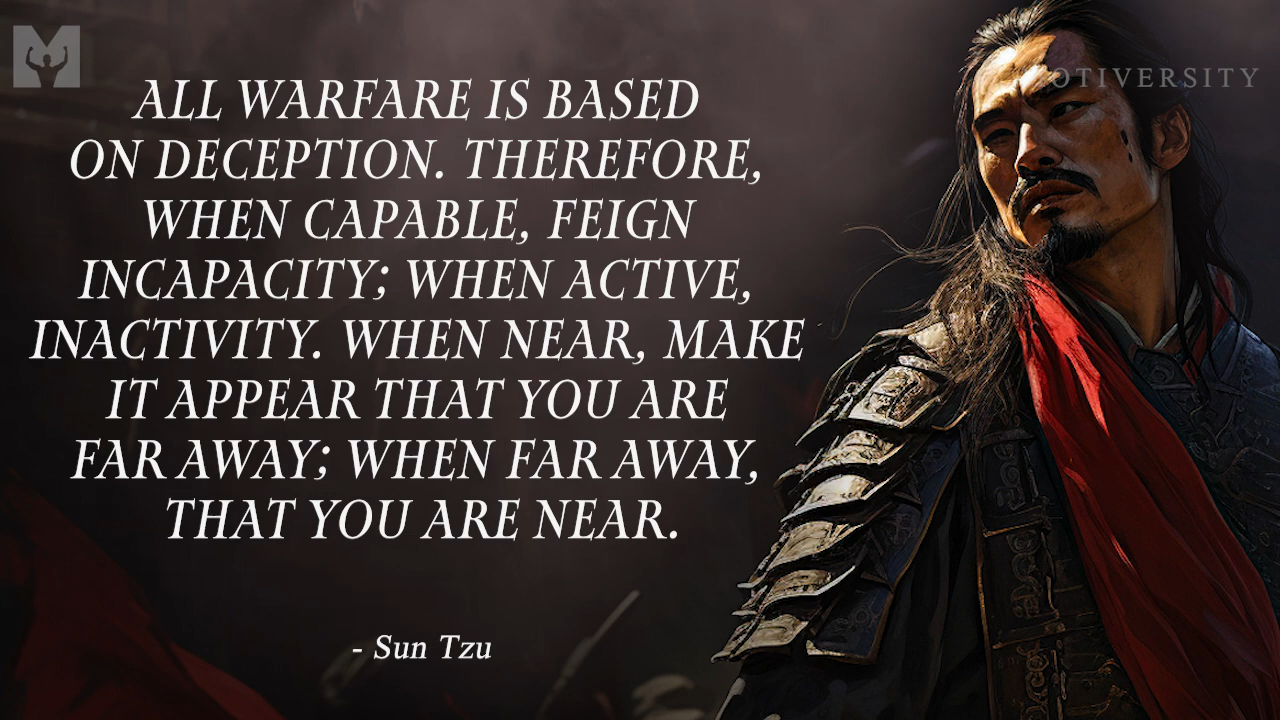 ALL WARFARE IS BASED
ON DECEPTION. THEREFORE,
WHEN CAPABLE, FEIGN
INCAPACITY; WHEN ACTIVE,
INACTIVITY. WHEN NEAR, MAKE
IT APPEAR THAT YOU ARE
FAR AWAY; WHEN FAR AWAY,
THAT YOU ARE NEAR.
- Sun Tzu
M
OTIVERSITY